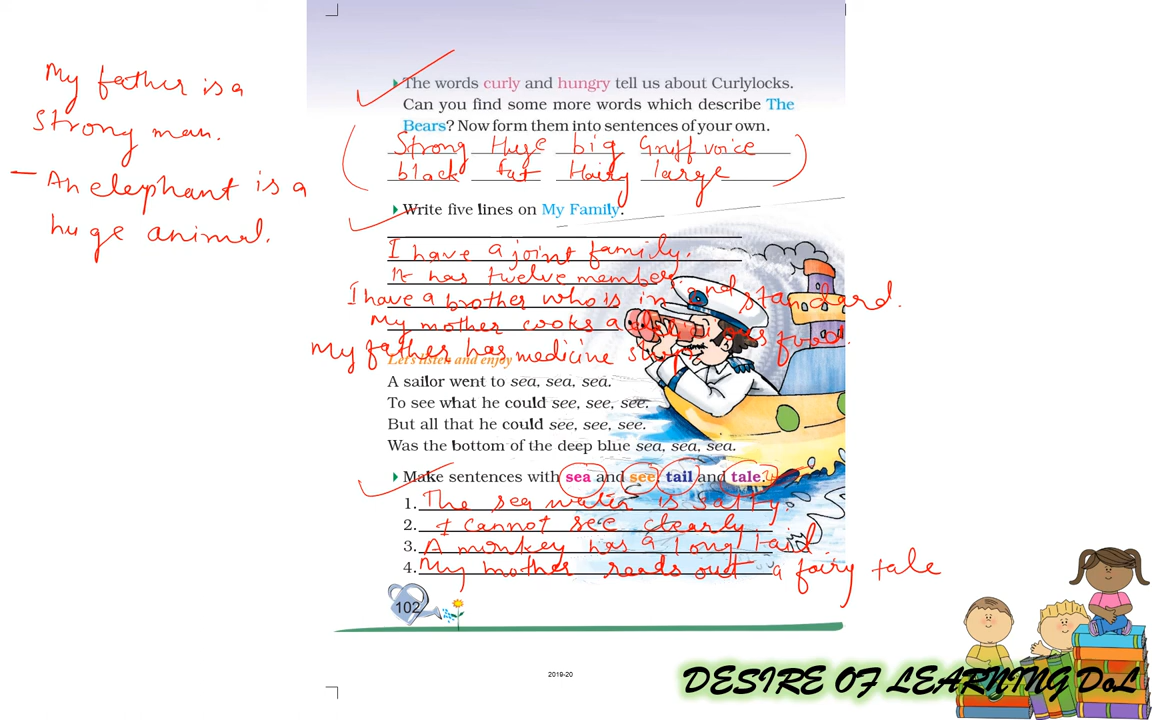 My father is a
strong man.
- An elephant is a
huge animal.
The words curly and hungry tell us about Curlylocks.
Can you find some more words which describe The
Bears? Now form them into sentences of your own.
Strong Huge big Gruff voice
black fat Hairy large
Write five lines on My Family.
I have a joint family.
It has twelve member
I have a brother who is in 2nd standard.
My mother cooks a delicious food.
My father has medicine shop
Let's listen and enjoy
A sailor went to sea, sea, sea.
To see what he could see, see, see.
But all that he could see, see, see.
Was the bottom of the deep blue sea, sea, sea.
Make sentences with sea and see, tail and tale.
1. The sea water is salty.
2. I cannot see clearly
3. A monkey has a long tail
4. My mother reads out a fairy tale
102
2019-20
DESIRE OF LEARNING DoL